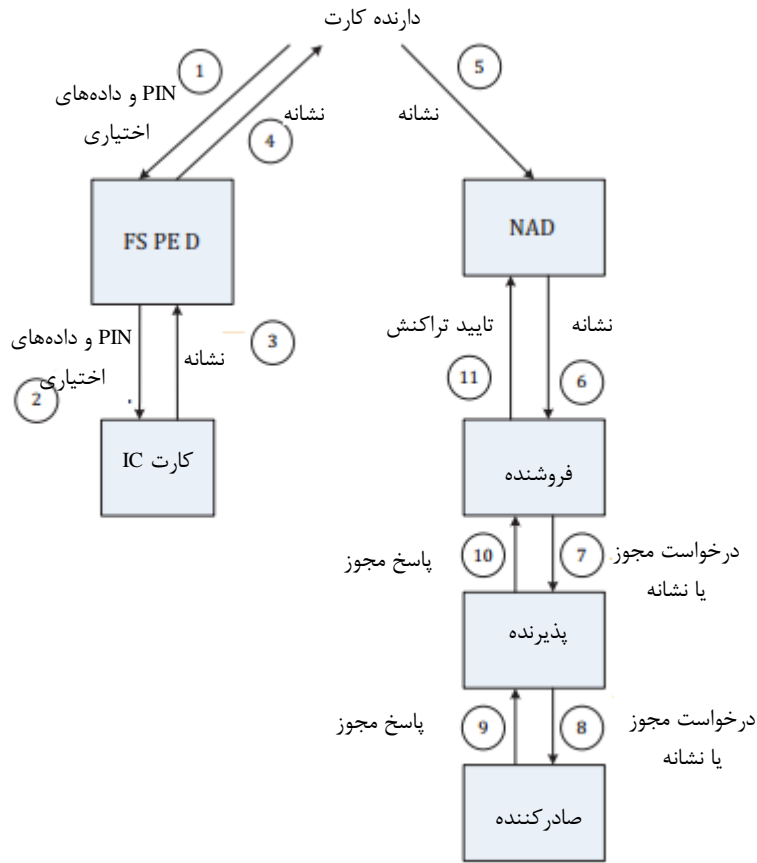 دارنده کارت
1
5
PIN و داده‌های
اختیاری
4
نشانه
نشانه
FS PE D
NAD
PIN و داده‌های
اختیاری
2
نشانه
3
تایید تراکنش
نشانه
11
6
کارت IC
فروشنده
پاسخ مجوز
10
7
درخواست مجوز
یا نشانه
پذیرنده
پاسخ مجوز
9
8
درخواست مجوز
یا نشانه
صادرکننده